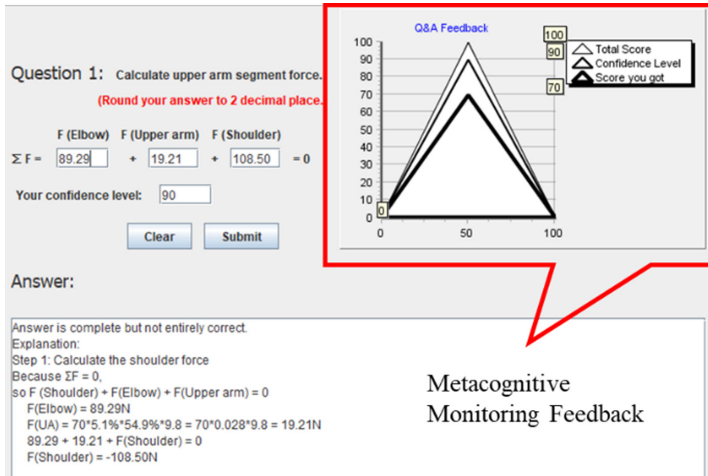 Question 1: Calculate upper arm segment force.
(Round your answer to 2 decimal place.
F (Elbow) F (Upper arm) F (Shoulder)
Σ F = 89.29 + 19.21 + 108.50 = 0
Your confidence level: 90
Clear Submit
Q&A Feedback
100
90
80
70
60
50
40
30
20
10
0
0 50 100
0
100
90
70
Total Score
Confidence Level
Score you got
Answer:
Answer is complete but not entirely correct.
Explanation:
Step 1: Calculate the shoulder force
Because ΣF = 0,
so F (Shoulder) + F(Elbow) + F(Upper arm) = 0
F(Elbow) = 89.29N
F(UA) = 70*5.1%*54.9%*9.8 = 70*0.028*9.8 = 19.21N
89.29 + 19.21 + F(Shoulder) = 0
F(Shoulder) = -108.50N
Metacognitive
Monitoring Feedback